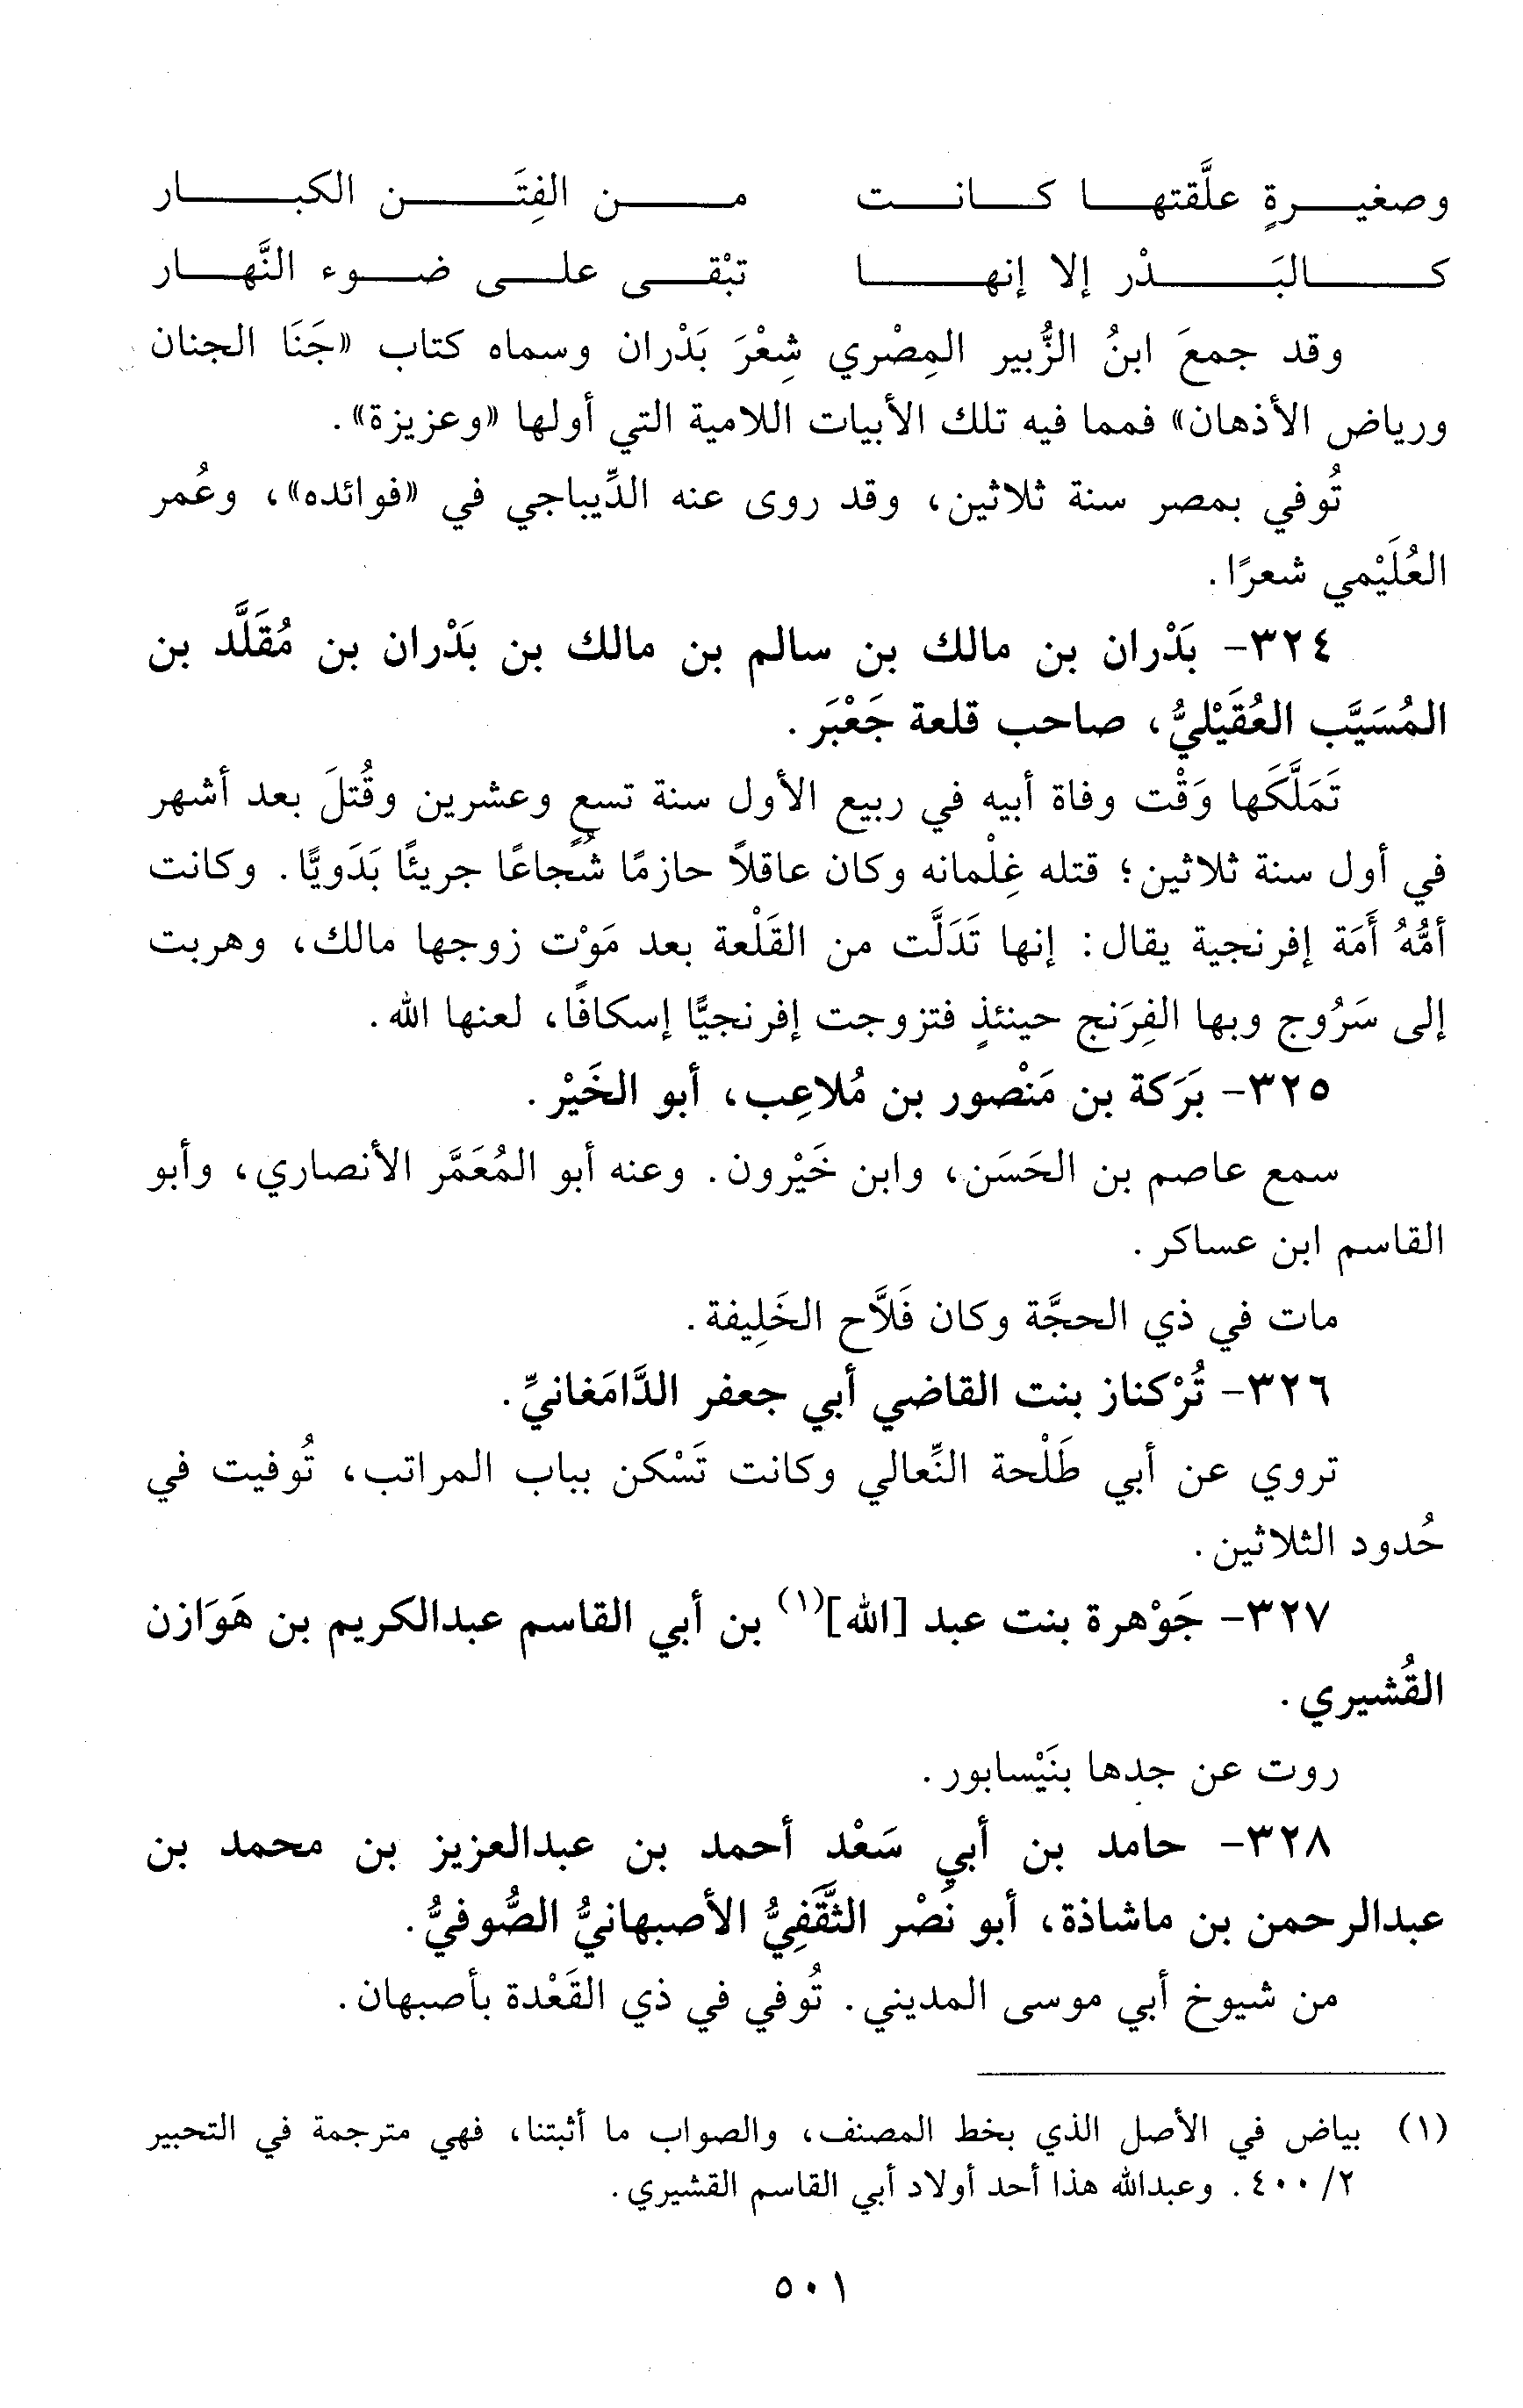 وصغيرةٍ علَّقتها كانت من الفِتَن الكبار
كالبَدْر إلا إنها تبْقى على ضوء النَّهار
وقد جمعَ ابنُ الزُّبير المِصْري شِعْرَ بَدْران وسماه كتاب «جَنَا الجنان
ورياض الأذهان» فمما فيه تلك الأبيات اللامية التي أولها «وعزيزة».
تُوفي بمصر سنة ثلاثين، وقد روى عنه الدِّيباجي في «فوائده»، وعُمر
العُلَيْمي شعرًا.
٣٢٤- بَدْران بن مالك بن سالم بن مالك بن بَدْران بن مُقَلَّد بن
المُسَيَّب العُقَيْليُّ، صاحب قلعة جَعْبَر.
تَمَلَّكَها وَقْت وفاة أبيه في ربيع الأول سنة تسعٍ وعشرين وقُتلَ بعد أشهر
في أول سنة ثلاثين؛ قتله غِلْمانه وكان عاقلاً حازمًا شُجاعًا جريئًا بَدَويًّا. وكانت
أمُّهُ أَمَة إفرنجية يقال: إنها تَدَلَّت من القَلْعة بعد مَوْت زوجها مالك، وهربت
إلى سَرُوج وبها الفِرَنج حينئذٍ فتزوجت إفرنجيًّا إسكافًا، لعنها الله.
٣٢٥- بَرَكة بن مَنْصور بن مُلاعِب، أبو الخَيْر.
سمع عاصم بن الحَسَن، وابن خَيْرون. وعنه أبو المُعَمَّر الأنصاري، وأبو
القاسم ابن عساكر.
مات في ذي الحجَّة وكان فَلاَّح الخَلِيفة.
٣٢٦- تُرْكناز بنت القاضي أبي جعفر الدَّامَغانيِّ.
تروي عن أبي طَلْحة النِّعالي وكانت تَسْكن بباب المراتب، تُوفيت في
حُدود الثلاثين.
٣٢٧- جَوْهرة بنت عبد [الله](١) بن أبي القاسم عبدالكريم بن هَوَازن
القُشيري.
روت عن جدها بنَيْسابور.
٣٢٨- حامد بن أبي سَعْد أحمد بن عبدالعزيز بن محمد بن
عبدالرحمن بن ماشاذة، أبو نَصْر الثَّقَفِيُّ الأصبهانيُّ الصُّوفيُّ.
من شيوخ أبي موسى المديني. تُوفي في ذي القَعْدة بأصبهان.
(١) بياض في الأصل الذي بخط المصنف، والصواب ما أثبتنا، فهي مترجمة في التحبير
٢/ ٤٠٠. وعبدالله هذا أحد أولاد أبي القاسم القشيري.
٥٠١